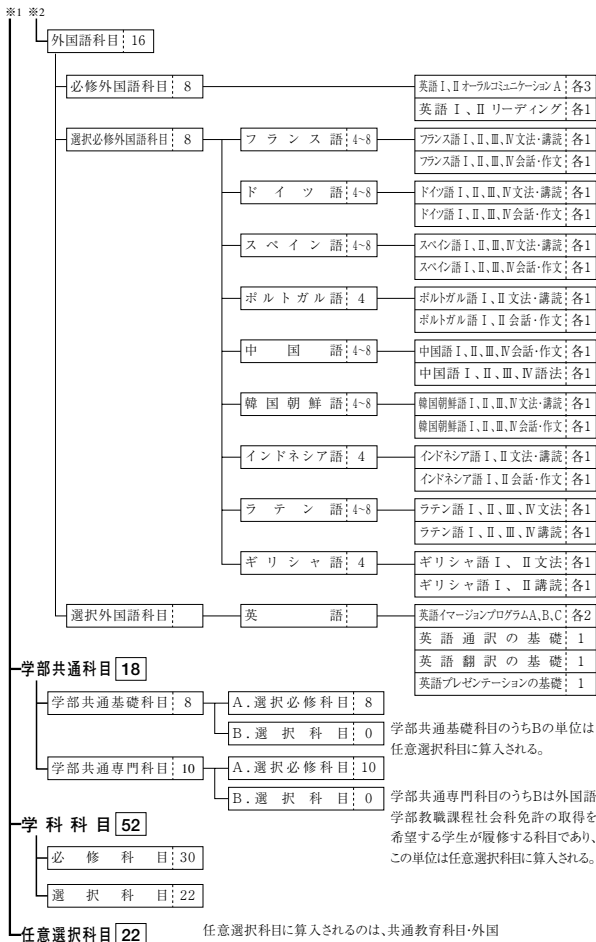 ※1 ※2
外国語科目 16
必修外国語科目 8
英語Ⅰ、Ⅱオーラルコミュニケーション A 各3
英語Ⅰ、Ⅱリーディング 各1
選択必修外国語科目 8
フランス語 4~8
フランス語Ⅰ、Ⅱ、Ⅲ、Ⅳ文法・講読 各1
フランス語Ⅰ、Ⅱ、Ⅲ、Ⅳ会話・作文 各1
ドイツ語 4~8
ドイツ語Ⅰ、Ⅱ、Ⅲ、Ⅳ文法・講読 各1
ドイツ語Ⅰ、Ⅱ、Ⅲ、Ⅳ会話・作文 各1
スペイン語 4~8
スペイン語Ⅰ、Ⅱ、Ⅲ、Ⅳ文法・講読 各1
スペイン語Ⅰ、Ⅱ、Ⅲ、Ⅳ会話・作文 各1
ポルトガル語 4
ポルトガル語Ⅰ、Ⅱ文法・講読 各1
ポルトガル語Ⅰ、Ⅱ会話・作文 各1
中国語 4~8
中国語Ⅰ、Ⅱ、Ⅲ、Ⅳ会話・作文 各1
中国語Ⅰ、Ⅱ、Ⅲ、Ⅳ語法 各1
韓国朝鮮語 4~8
韓国朝鮮語Ⅰ、Ⅱ、Ⅲ、Ⅳ文法・講読 各1
韓国朝鮮語Ⅰ、Ⅱ、Ⅲ、Ⅳ会話・作文 各1
インドネシア語 4
インドネシア語Ⅰ、Ⅱ文法・講読 各1
インドネシア語Ⅰ、Ⅱ会話・作文 各1
ラテン語 4~8
ラテン語Ⅰ、Ⅱ、Ⅲ、Ⅳ文法 各1
ラテン語Ⅰ、Ⅱ、Ⅲ、Ⅳ講読 各1
ギリシャ語 4
ギリシャ語Ⅰ、Ⅱ文法 各1
ギリシャ語Ⅰ、Ⅱ講読 各1
選択外国語科目
英語
英語イマージョンプログラムA、B、C 各2
英語通訳の基礎 1
英語翻訳の基礎 1
英語プレゼンテーションの基礎 1
学部共通科目 18
学部共通基礎科目 8
A.選択必修科目 8
B.選択科目 0
学部共通基礎科目のうちBの単位は
任意選択科目に算入される。
学部共通専門科目 10
A.選択必修科目 10
B.選択科目 0
学部共通専門科目のうちBは外国語
学部教職課程社会科免許の取得を
希望する学生が履修する科目であり、
この単位は任意選択科目に算入される。
学科科目 52
必修科目 30
選択科目 22
任意選択科目 22
任意選択科目に算入されるのは、共通教育科目・外国